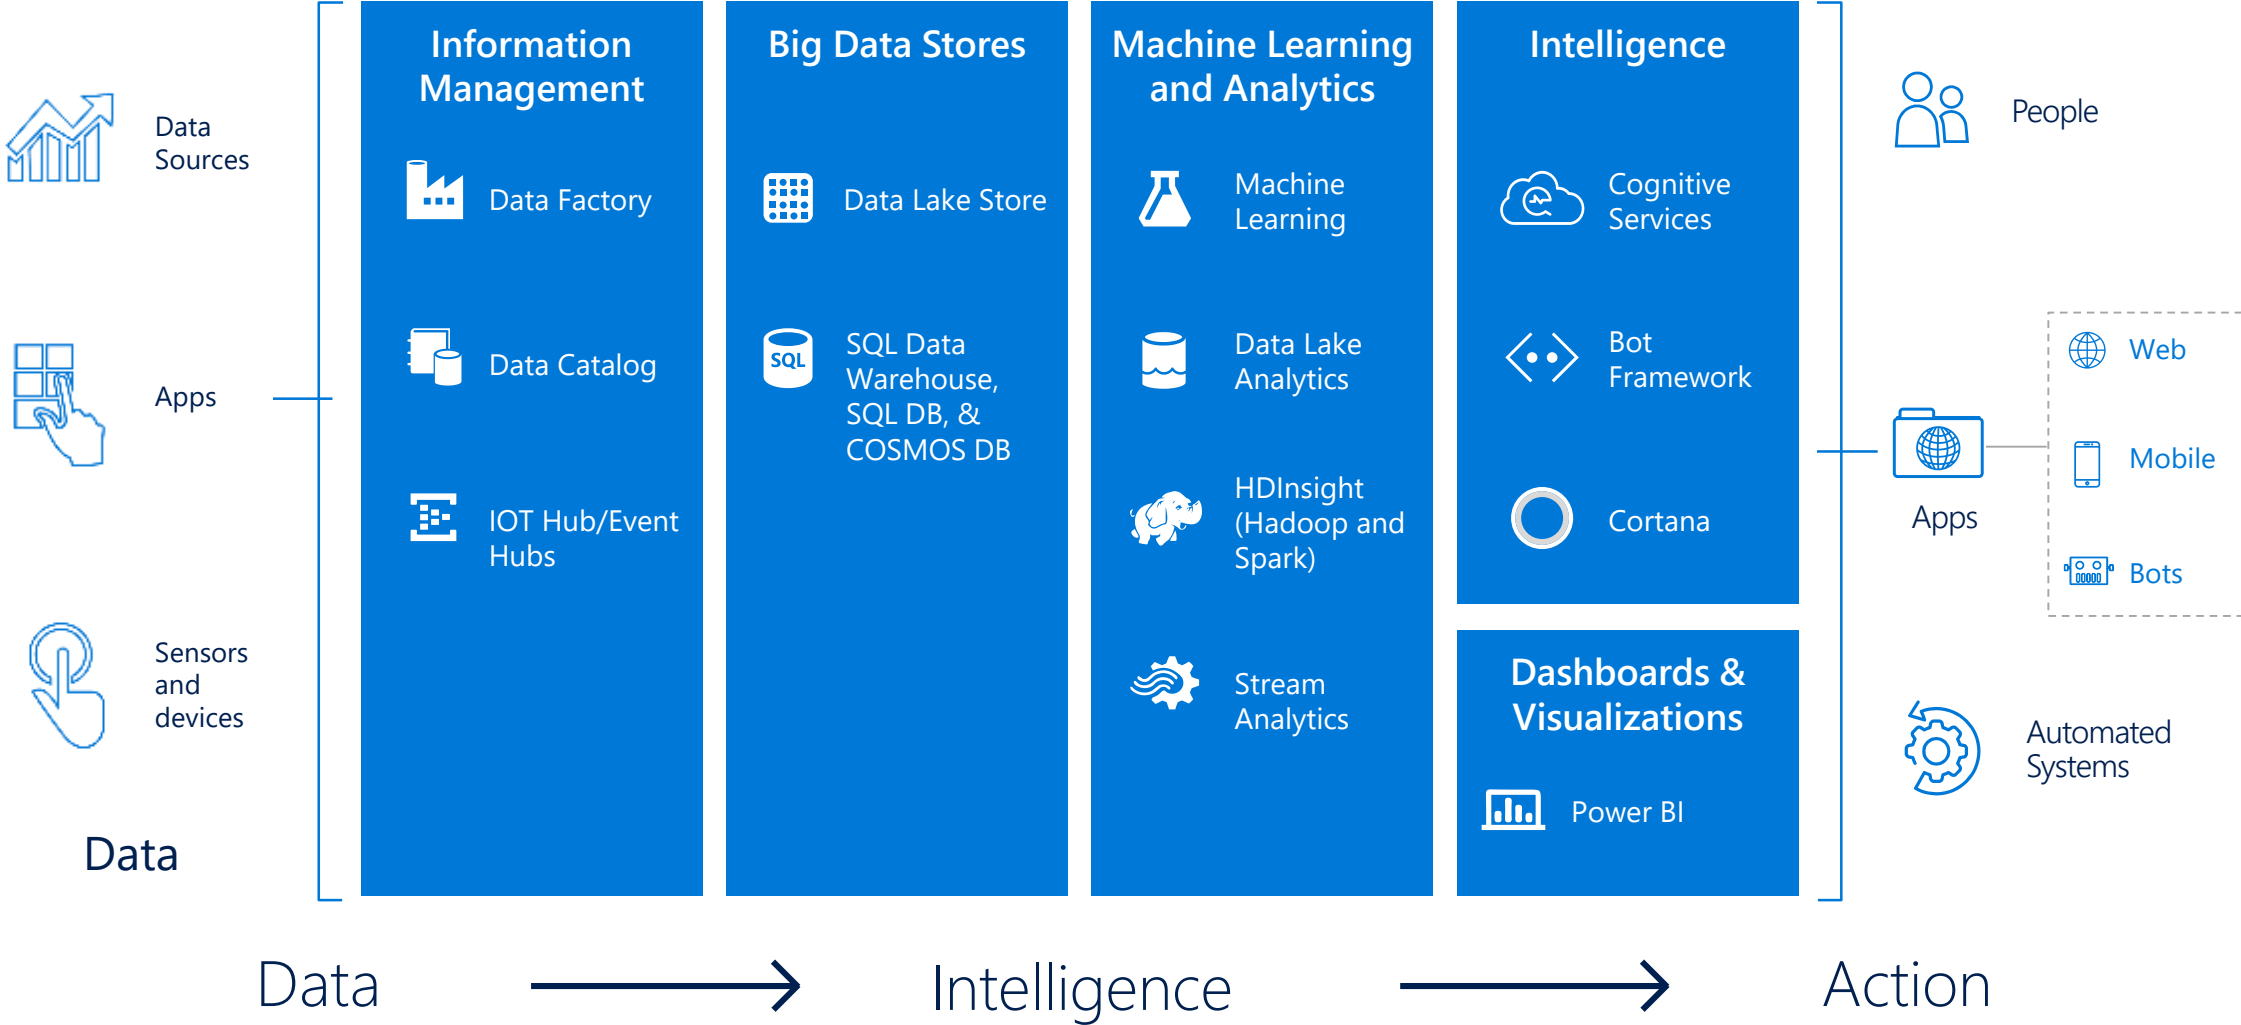 Data
Sources
Apps
Sensors
and
devices
Data
Information
Management
Data Factory
Data Catalog
IOT Hub/Event
Hubs
Big Data Stores
Data Lake Store
SQL
SQL Data
Warehouse,
SQL DB, &
COSMOS DB
Machine Learning
and Analytics
Machine
Learning
Data Lake
Analytics
HDInsight
(Hadoop and
Spark)
Stream
Analytics
Intelligence
Cognitive
Services
Bot
Framework
Cortana
Dashboards &
Visualizations
Power BI
People
Apps
Web
Mobile
Bots
Automated
Systems
Data
Intelligence
Action